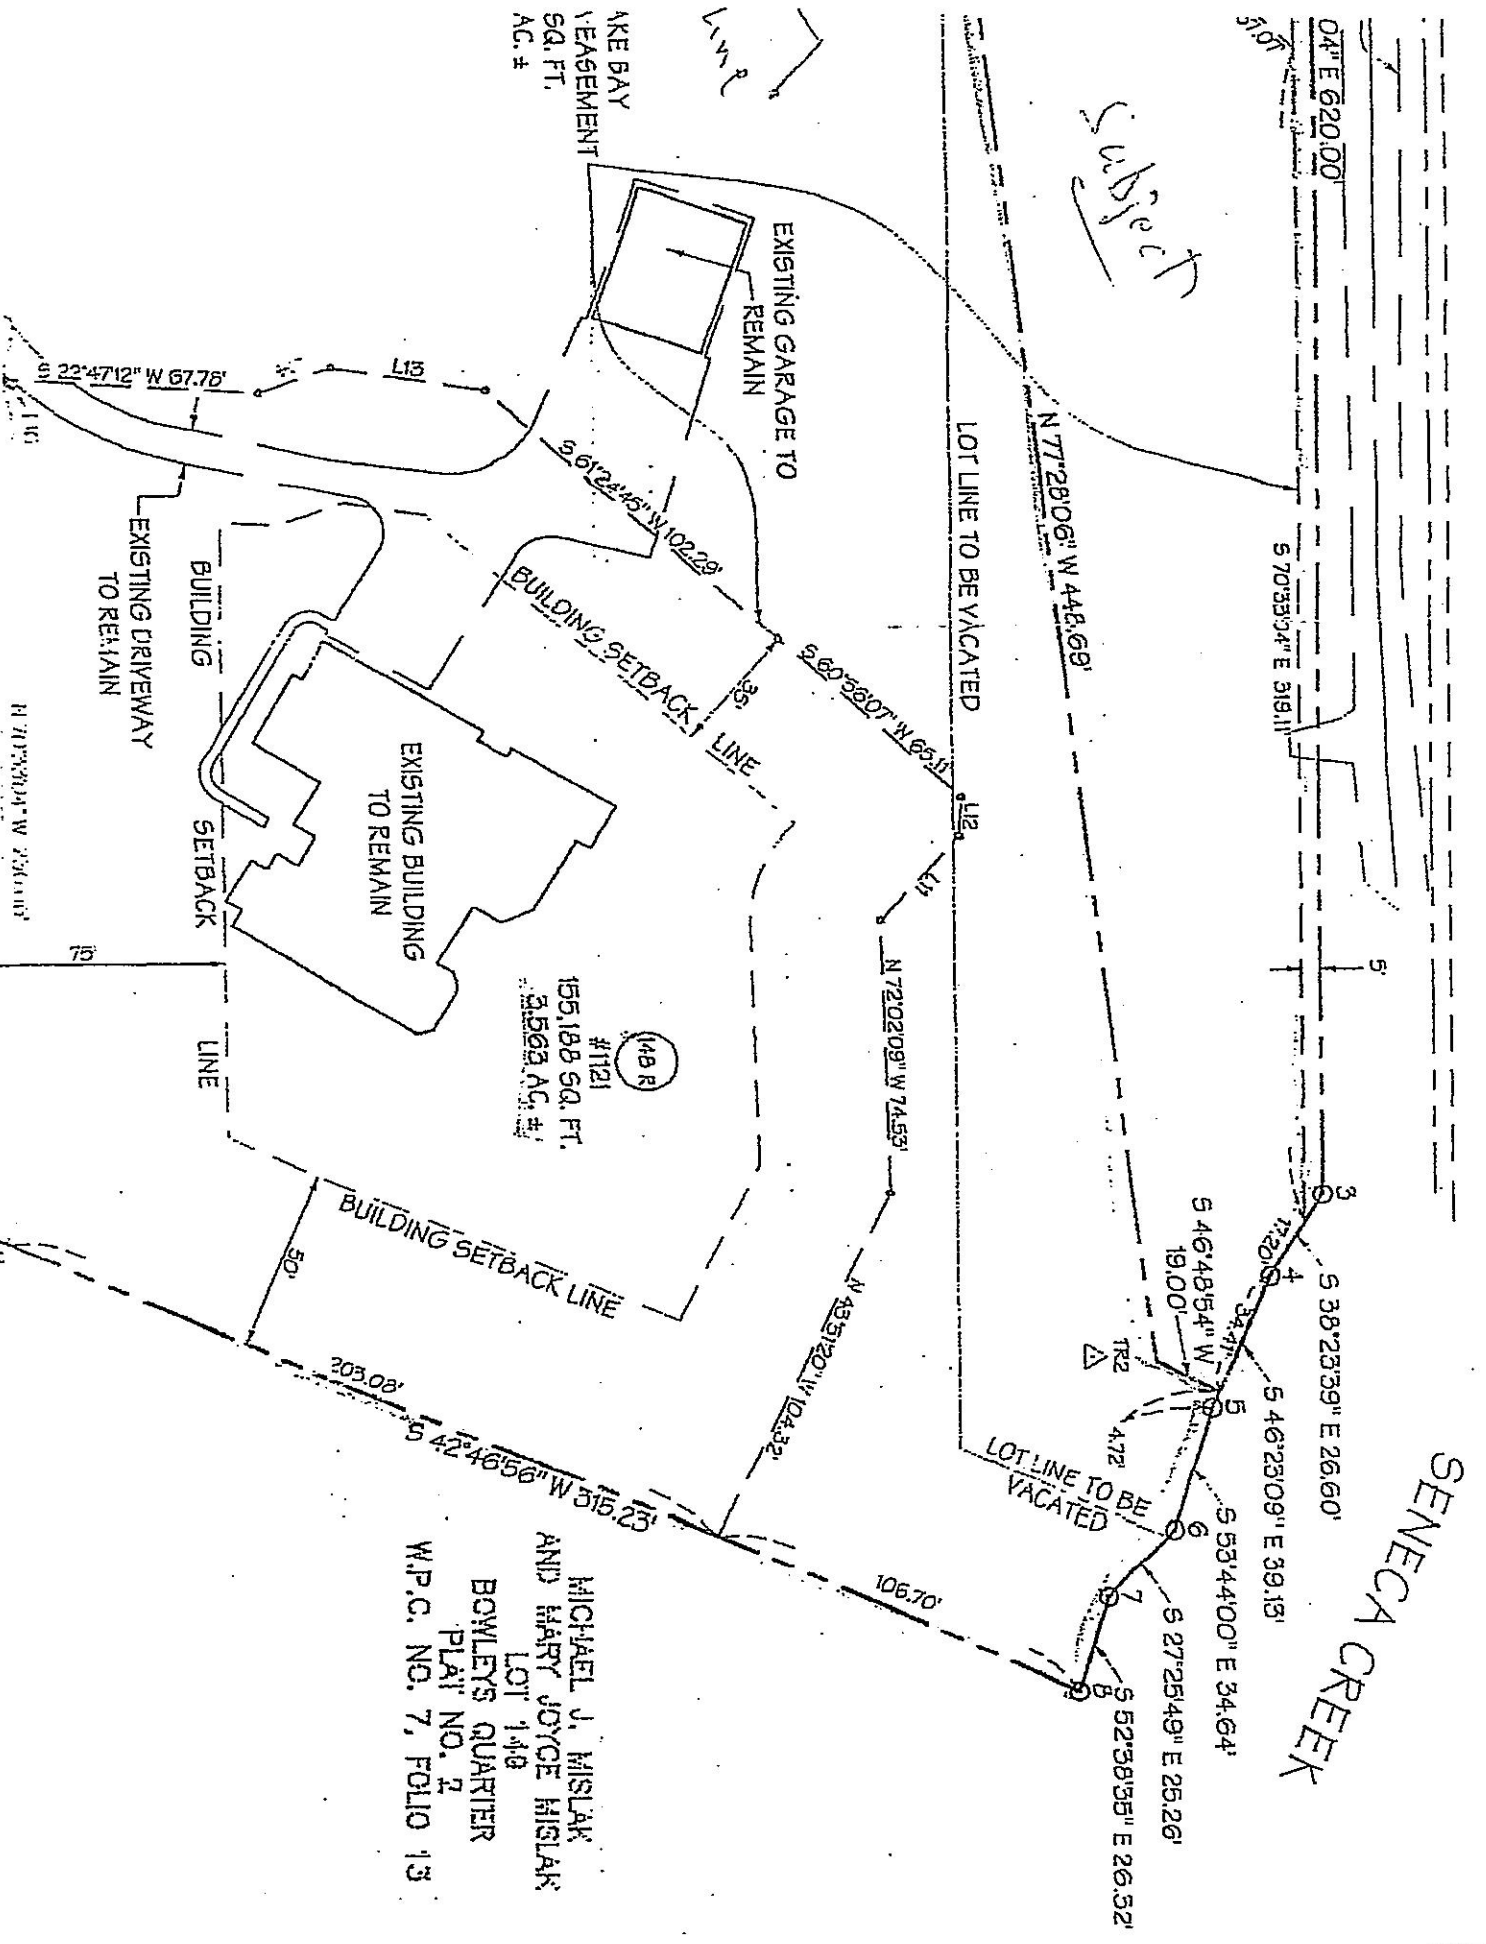 SENECA CREEK
04" E 620.00'
S 70°33'04" E 319.11'
5'
3
S 38°23'39" E 26.60'
17.20'
4
34.41'
S 46°23'09" E 39.13'
5
S 46°48'54" W
19.00'
TR2
4.72'
S 53°44'00" E 34.64'
6
S 27°25'49" E 25.26'
7
S 52°38'35" E 26.52'
8
Subject
Line
N 77°28'06" W 448.69'
LOT LINE TO BE VACATED
LOT LINE TO BE
VACATED
AKE BAY
EASEMENT
SQ. FT.
AC. ±
EXISTING GARAGE TO
REMAIN
S 60°56'07" W 65.11'
L12
L11
N 72°02'09" W 74.53'
N 43°51'20" W 104.32'
106.70'
S 61°24'45" W 102.29'
35'
BUILDING SETBACK LINE
L13
S 22°47'12" W 67.76'
EXISTING DRIVEWAY
TO REMAIN
EXISTING BUILDING
TO REMAIN
14B R
#1121
155,188 SQ. FT.
3.563 AC. ±
BUILDING SETBACK LINE
75'
BUILDING SETBACK LINE
50'
203.08'
S 42°46'56" W 315.23'
MICHAEL J. MISLAK
AND MARY JOYCE MISLAK
LOT 149
BOWLEYS QUARTER
PLAT NO. 2
W.P.C. NO. 7, FOLIO 13